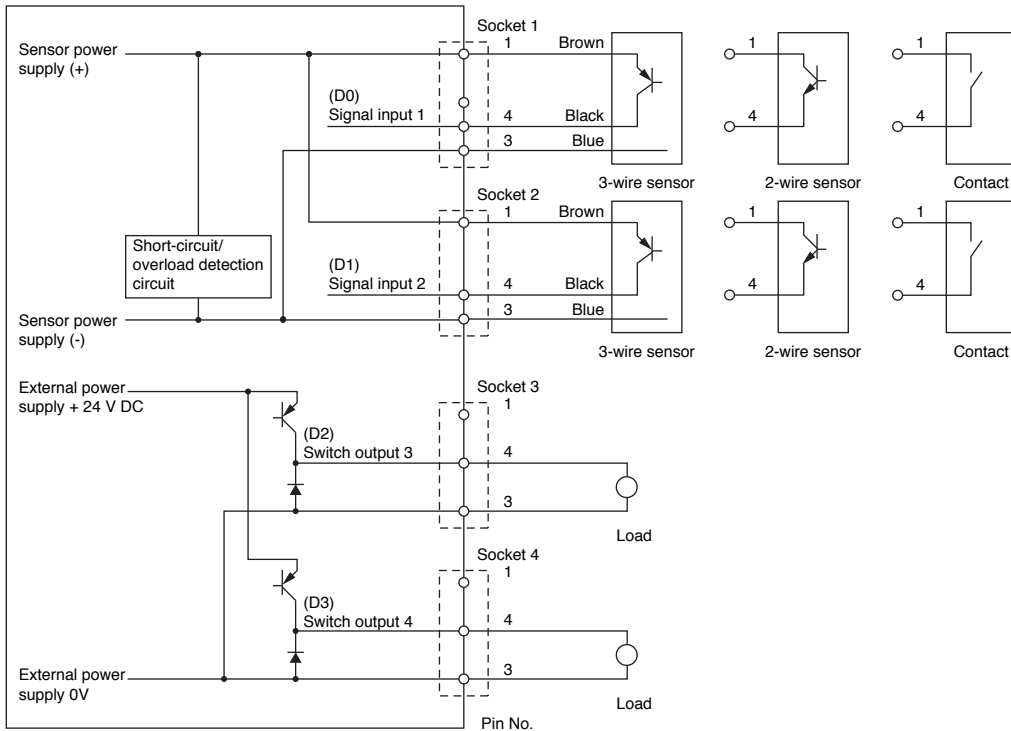 Socket 1
Sensor power
supply (+)
1
Brown
(D0)
Signal input 1
4
Black
3
Blue
1
4
1
4
3-wire sensor
2-wire sensor
Contact
Socket 2
1
Brown
Short-circuit/
overload detection
circuit
(D1)
Signal input 2
4
Black
3
Blue
1
4
1
4
Sensor power
supply (-)
3-wire sensor
2-wire sensor
Contact
External power
supply + 24 V DC
Socket 3
1
(D2)
Switch output 3
4
3
Load
Socket 4
1
(D3)
Switch output 4
4
3
Load
External power
supply 0V
Pin No.